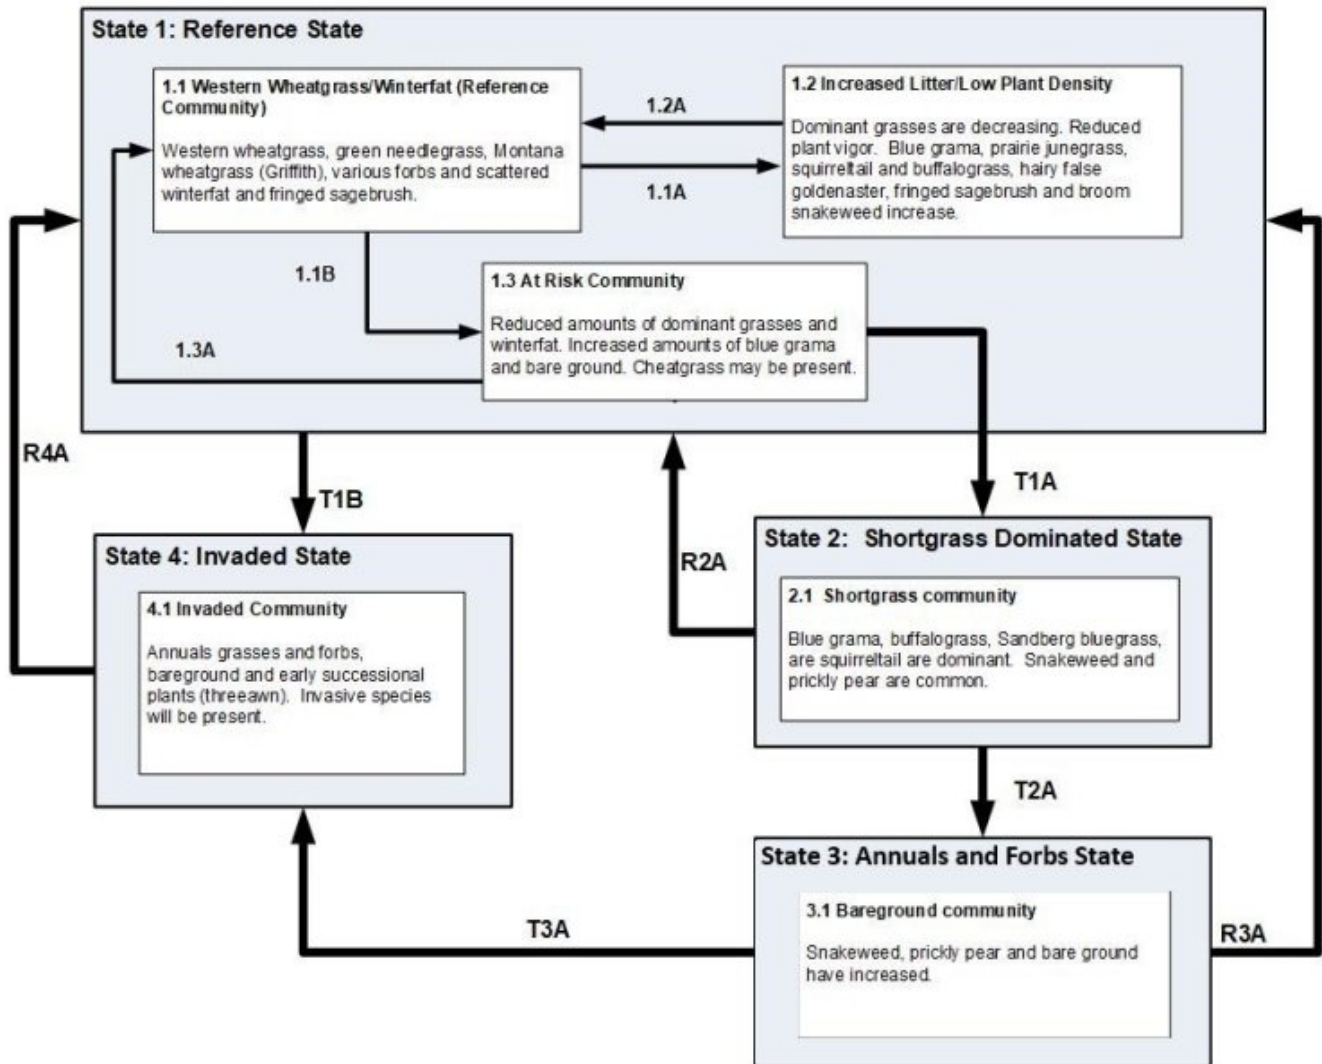 State 1: Reference State
1.1 Western Wheatgrass/Winterfat (Reference
Community)
Western wheatgrass, green needlegrass, Montana
wheatgrass (Griffith), various forbs and scattered
winterfat and fringed sagebrush.
1.2A
1.1A
1.2 Increased Litter/Low Plant Density
Dominant grasses are decreasing. Reduced
plant vigor. Blue grama, prairie junegrass,
squirreltail and buffalograss, hairy false
goldenaster, fringed sagebrush and broom
snakeweed increase.
1.1B
1.3A
1.3 At Risk Community
Reduced amounts of dominant grasses and
winterfat. Increased amounts of blue grama
and bare ground. Cheatgrass may be present.
R4A
T1B
R2A
T1A
State 4: Invaded State
4.1 Invaded Community
Annuals grasses and forbs,
bareground and early successional
plants (threeawn). Invasive species
will be present.
State 2: Shortgrass Dominated State
2.1 Shortgrass community
Blue grama, buffalograss, Sandberg bluegrass,
are squirreltail are dominant. Snakeweed and
prickly pear are common.
T2A
T3A
State 3: Annuals and Forbs State
3.1 Bareground community
Snakeweed, prickly pear and bare ground
have increased.
R3A